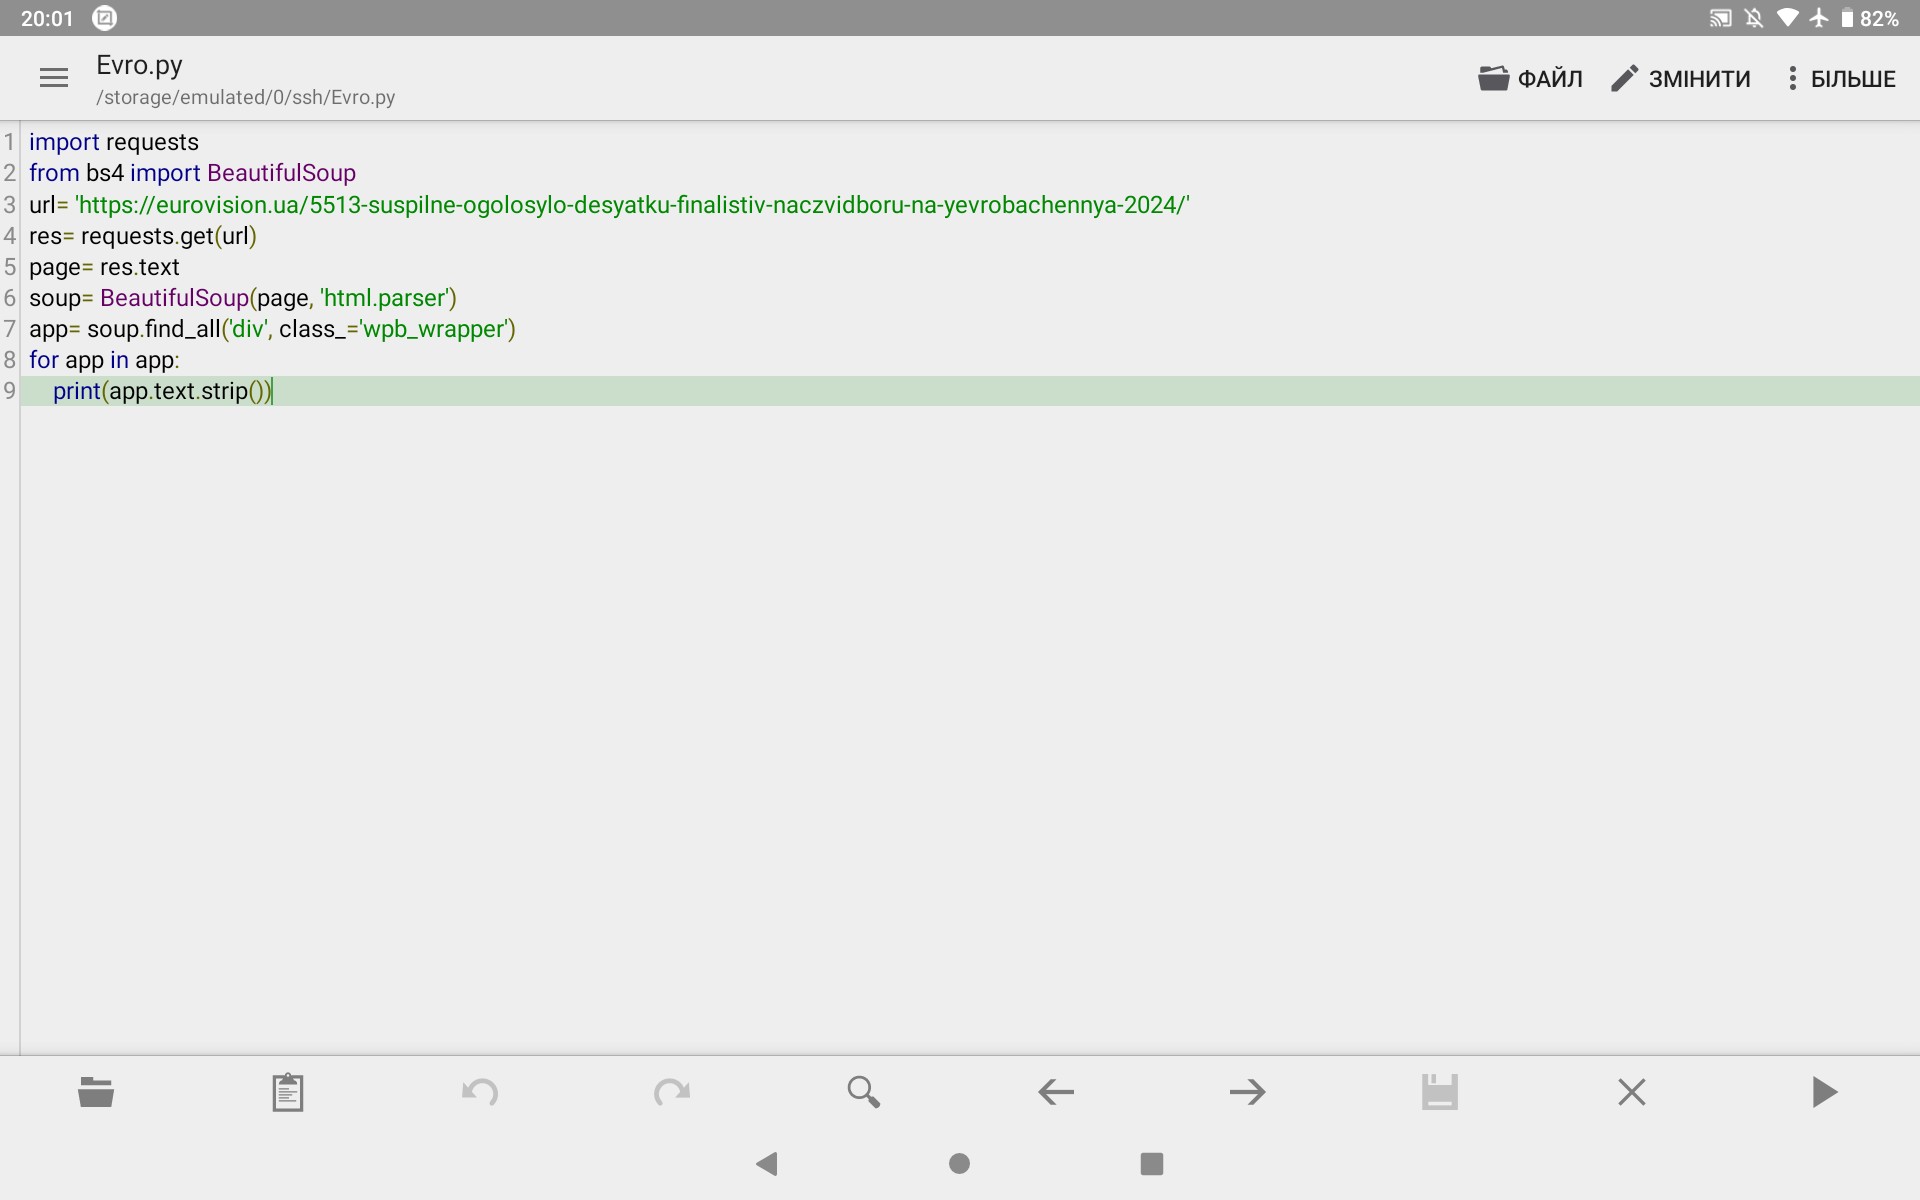 20:01
82%
Evro.py
/storage/emulated/0/ssh/Evro.py
ФАЙЛ
ЗМІНИТИ
БІЛЬШЕ
1 import requests
2 from bs4 import BeautifulSoup
3 url= 'https://eurovision.ua/5513-suspilne-ogolosylo-desyatku-finalistiv-naczvidboru-na-yevrobachennya-2024/'
4 res= requests.get(url)
5 page= res.text
6 soup= BeautifulSoup(page, 'html.parser')
7 app= soup.find_all('div', class_='wpb_wrapper')
8 for app in app:
9     print(app.text.strip())